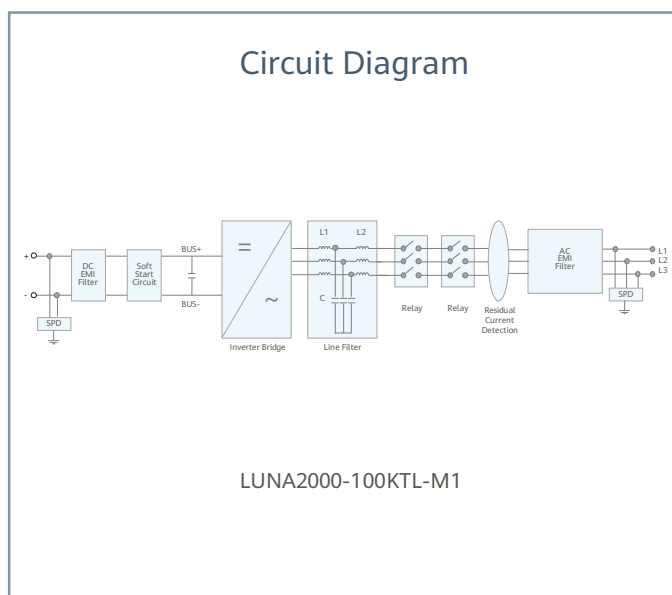 Circuit Diagram
L1
L2
+
DC
EMI
Filter
Soft
Start
Circuit
BUS+
BUS-
=
~
C
AC
EMI
Filter
L1
L2
L3
-
SPD
SPD
Inverter Bridge
Line Filter
Relay
Relay
Residual
Current
Detection
LUNA2000-100KTL-M1